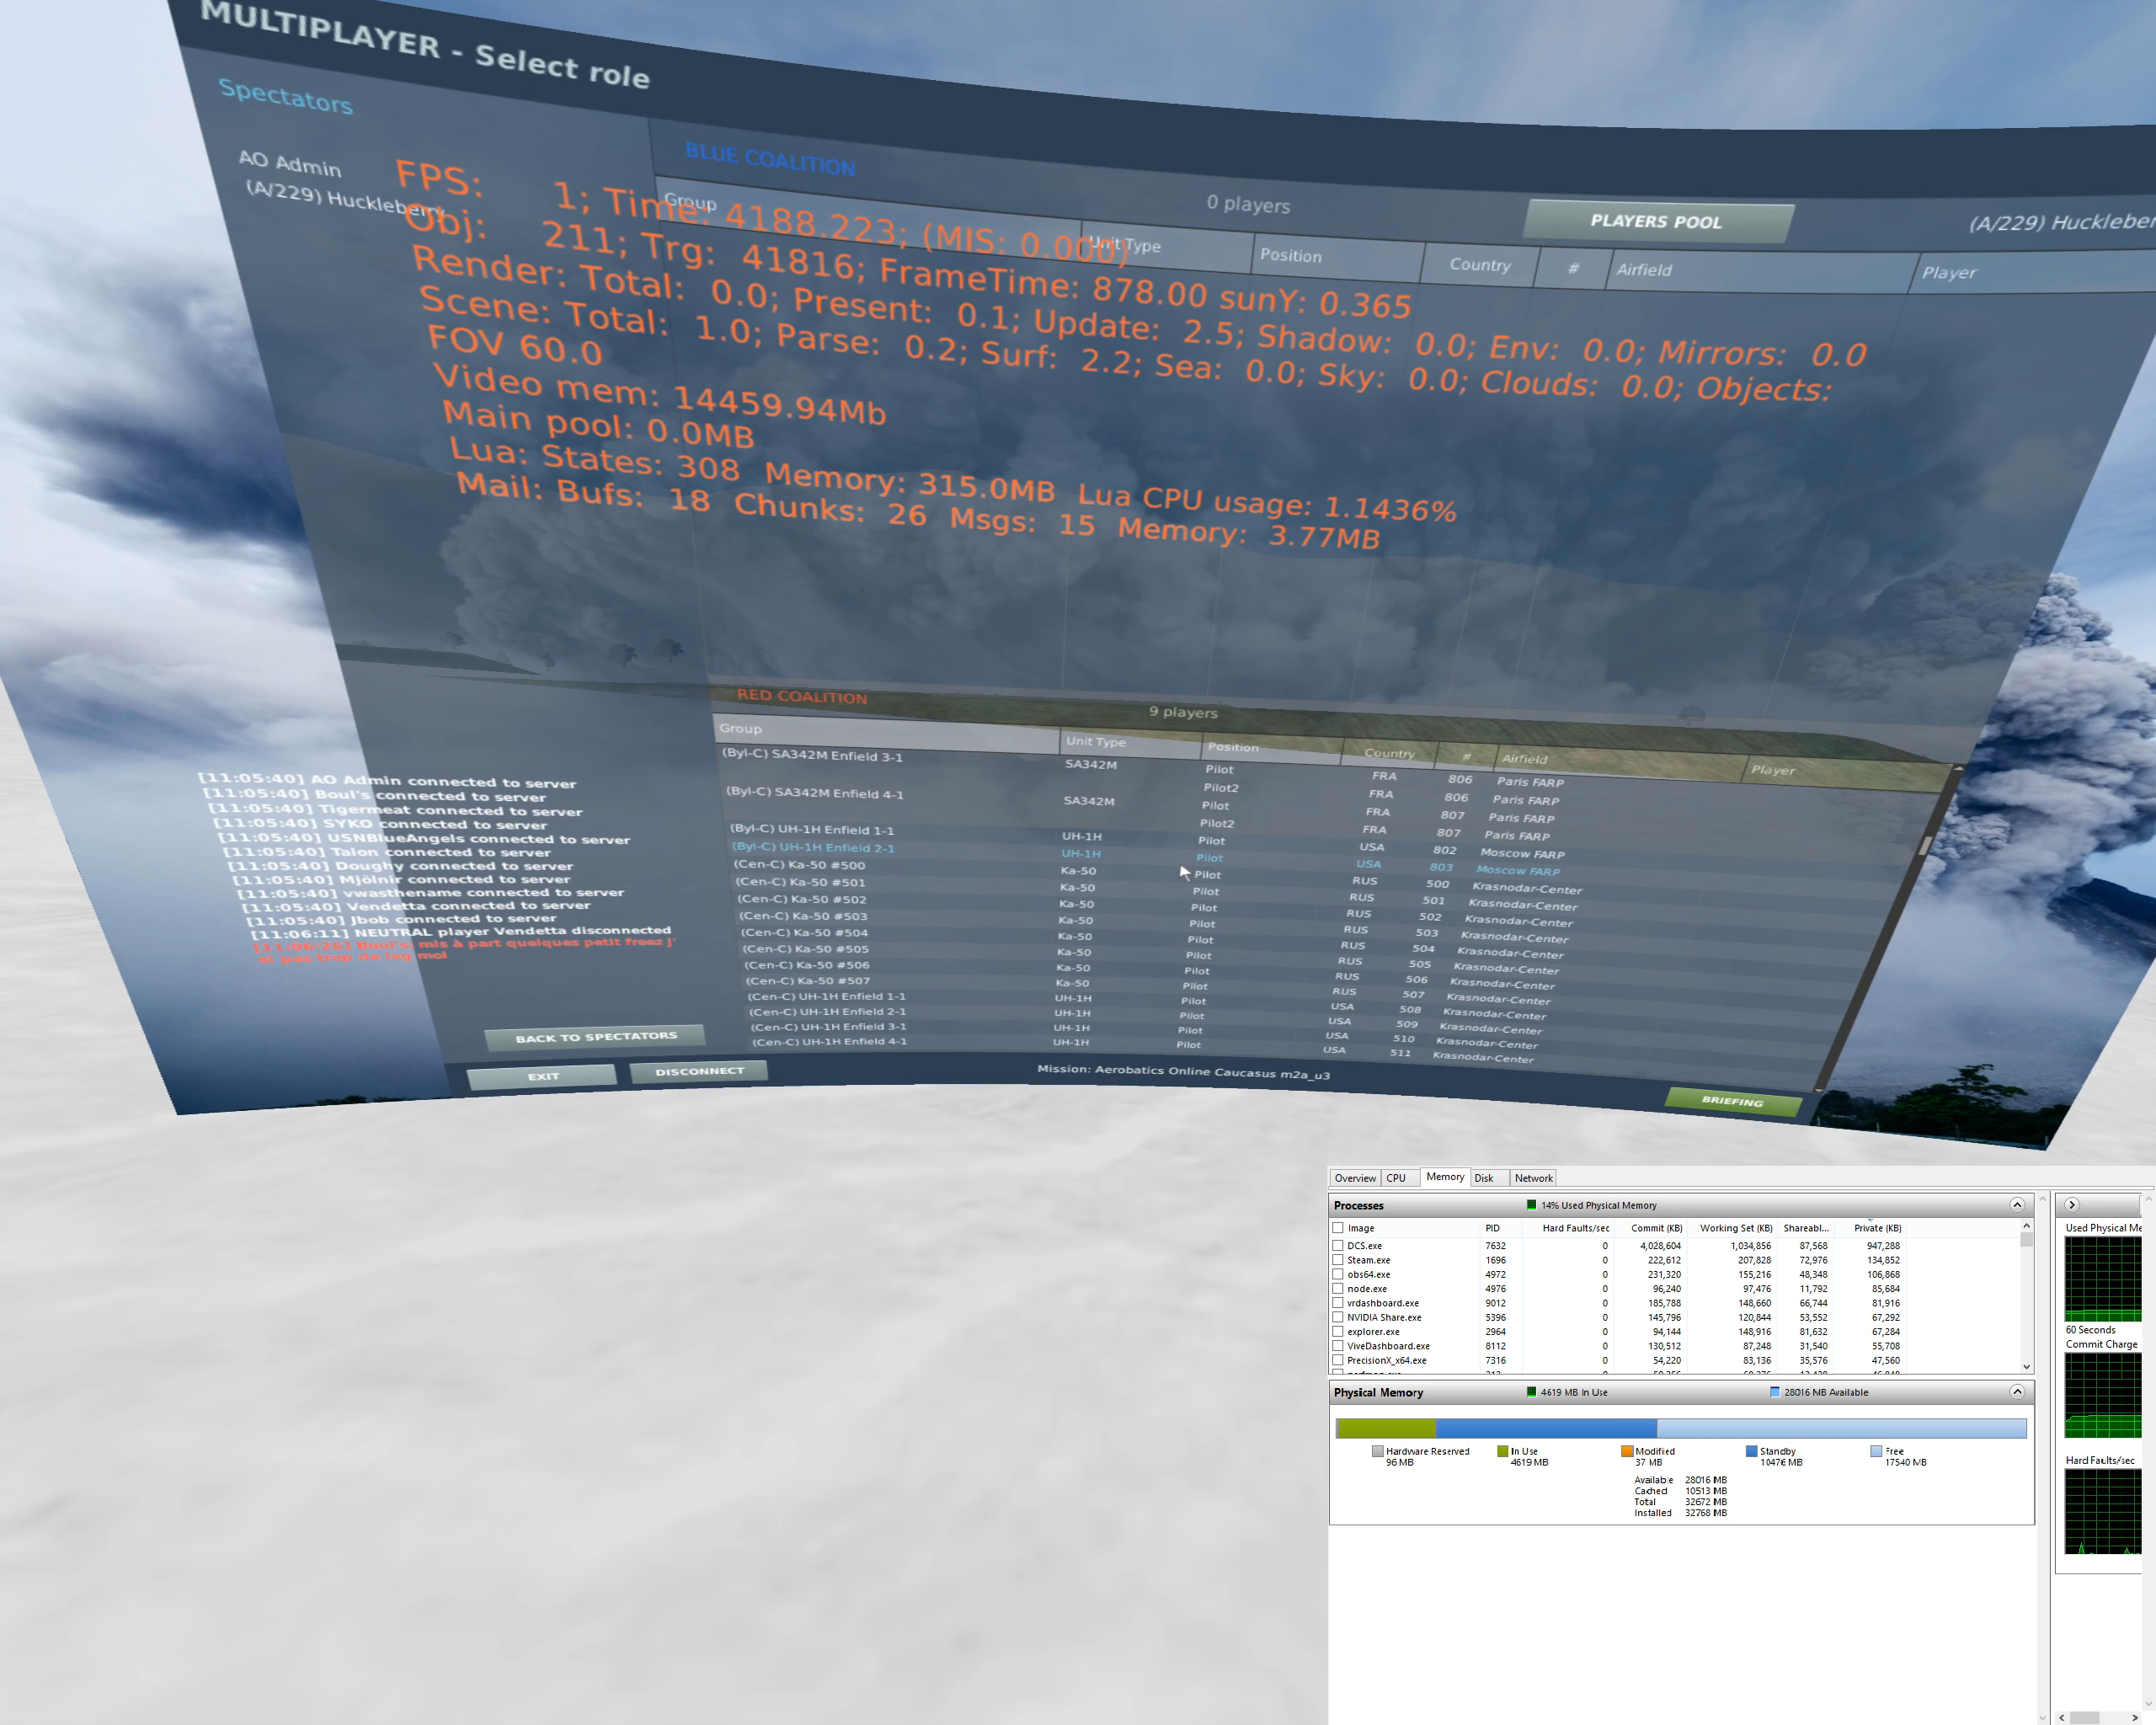 MULTIPLAYER - Select role
Spectators
AO Admin
(A/229) Huckleberry
BLUE COALITION
0 players
PLAYERS POOL
Group
Unit Type
Position
Country
#
Airfield
Player
FPS: 1; Time: 4188.223; (MIS: 0.000)
Obj: 211; Trg: 41816; FrameTime: 878.00 sunY: 0.365
Render: Total: 0.0; Present: 0.1; Update: 2.5; Shadow: 0.0; Env: 0.0; Mirrors: 0.0
Scene: Total: 1.0; Parse: 0.2; Surf: 2.2; Sea: 0.0; Sky: 0.0; Clouds: 0.0; Objects:
FOV 60.0
Video mem: 14459.94Mb
Main pool: 0.0MB
Lua: States: 308 Memory: 315.0MB Lua CPU usage: 1.1436%
Mail: Bufs: 18 Chunks: 26 Msgs: 15 Memory: 3.77MB
RED COALITION
9 players
Group Unit Type Position Country # Airfield Player
(Byl-C) SA342M Enfield 3-1 SA342M Pilot FRA 806 Paris FARP
Pilot2 FRA 806 Paris FARP
(Byl-C) SA342M Enfield 4-1 SA342M Pilot FRA 807 Paris FARP
Pilot2 FRA 807 Paris FARP
(Byl-C) UH-1H Enfield 1-1 UH-1H Pilot USA 802 Moscow FARP
(Byl-C) UH-1H Enfield 2-1 UH-1H Pilot USA 803 Moscow FARP
(Cen-C) Ka-50 #500 Ka-50 Pilot RUS 500 Krasnodar-Center
(Cen-C) Ka-50 #501 Ka-50 Pilot RUS 501 Krasnodar-Center
(Cen-C) Ka-50 #502 Ka-50 Pilot RUS 502 Krasnodar-Center
(Cen-C) Ka-50 #503 Ka-50 Pilot RUS 503 Krasnodar-Center
(Cen-C) Ka-50 #504 Ka-50 Pilot RUS 504 Krasnodar-Center
(Cen-C) Ka-50 #505 Ka-50 Pilot RUS 505 Krasnodar-Center
(Cen-C) Ka-50 #506 Ka-50 Pilot RUS 506 Krasnodar-Center
(Cen-C) Ka-50 #507 Ka-50 Pilot RUS 507 Krasnodar-Center
(Cen-C) UH-1H Enfield 1-1 UH-1H Pilot USA 508 Krasnodar-Center
(Cen-C) UH-1H Enfield 2-1 UH-1H Pilot USA 509 Krasnodar-Center
(Cen-C) UH-1H Enfield 3-1 UH-1H Pilot USA 510 Krasnodar-Center
(Cen-C) UH-1H Enfield 4-1 UH-1H Pilot USA 511 Krasnodar-Center
[11:05:40] AO Admin connected to server
[11:05:40] Boul's connected to server
[11:05:40] Tigermeat connected to server
[11:05:40] SYKO connected to server
[11:05:40] USNBlueAngels connected to server
[11:05:40] Talon connected to server
[11:05:40] Doughy connected to server
[11:05:40] Mjölnir connected to server
[11:05:40] vwasthename connected to server
[11:05:40] Vendetta connected to server
[11:05:40] Jbob connected to server
[11:06:11] NEUTRAL player Vendetta disconnected
[11:06:26] Boul's: mis à part quelques petit freez j'
ai pas trop de lag moi
BACK TO SPECTATORS
EXIT
DISCONNECT
Mission: Aerobatics Online Caucasus m2a_u3
BRIEFING
Overview CPU Memory Disk Network
Processes 14% Used Physical Memory
Image PID Hard Faults/sec Commit (KB) Working Set (KB) Shareabl... Private (KB)
DCS.exe 7632 0 4,028,604 1,034,856 87,568 947,288
Steam.exe 1696 0 222,612 207,828 72,976 134,852
obs64.exe 4972 0 231,320 155,216 48,348 106,868
node.exe 4976 0 96,240 97,476 11,792 85,684
vrdashboard.exe 9012 0 185,788 148,660 66,744 81,916
NVIDIA Share.exe 5396 0 145,796 120,844 53,552 67,292
explorer.exe 2964 0 94,144 148,916 81,632 67,284
ViveDashboard.exe 8112 0 130,512 87,248 31,540 55,708
PrecisionX_x64.exe 7316 0 54,220 83,136 35,576 47,560
Physical Memory 4619 MB In Use 28016 MB Available
Hardware Reserved In Use Modified Standby Free
96 MB 4619 MB 37 MB 10476 MB 17540 MB
Available 28016 MB
Cached 10513 MB
Total 32672 MB
Installed 32768 MB
Used Physical Me
60 Seconds
Commit Charge
Hard Faults/sec